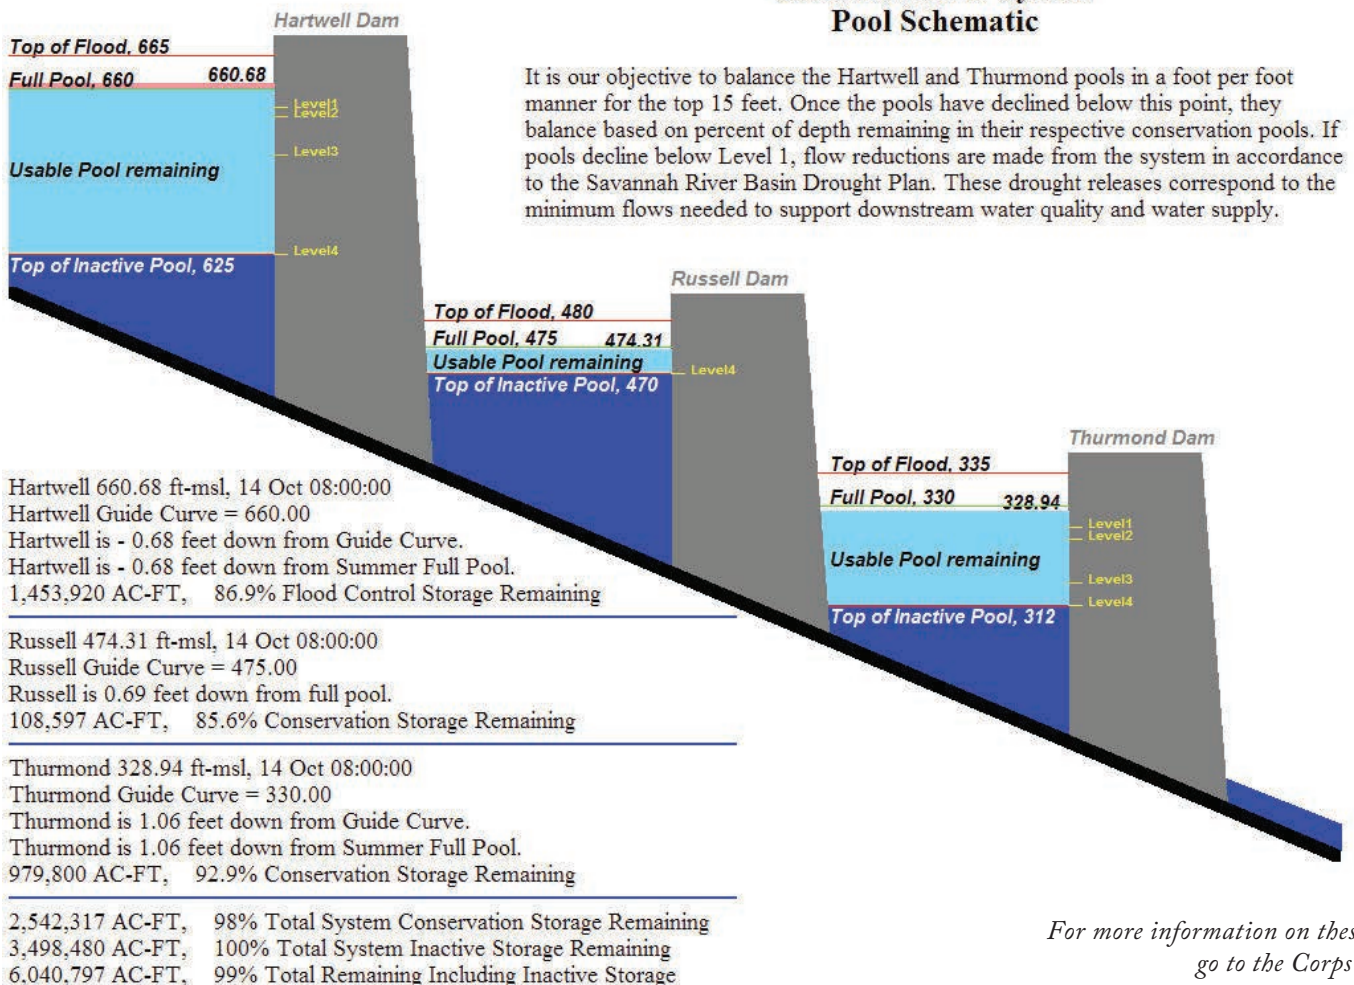 Pool Schematic
It is our objective to balance the Hartwell and Thurmond pools in a foot per foot
manner for the top 15 feet. Once the pools have declined below this point, they
balance based on percent of depth remaining in their respective conservation pools. If
pools decline below Level 1, flow reductions are made from the system in accordance
to the Savannah River Basin Drought Plan. These drought releases correspond to the
minimum flows needed to support downstream water quality and water supply.
Hartwell Dam
Top of Flood, 665
Full Pool, 660 660.68
Level1
Level2
Level3
Usable Pool remaining
Level4
Top of Inactive Pool, 625
Russell Dam
Top of Flood, 480
Full Pool, 475 474.31
Usable Pool remaining
Level4
Top of Inactive Pool, 470
Thurmond Dam
Top of Flood, 335
Full Pool, 330 328.94
Level1
Level2
Usable Pool remaining
Level3
Level4
Top of Inactive Pool, 312
Hartwell 660.68 ft-msl, 14 Oct 08:00:00
Hartwell Guide Curve = 660.00
Hartwell is - 0.68 feet down from Guide Curve.
Hartwell is - 0.68 feet down from Summer Full Pool.
1,453,920 AC-FT, 86.9% Flood Control Storage Remaining
Russell 474.31 ft-msl, 14 Oct 08:00:00
Russell Guide Curve = 475.00
Russell is 0.69 feet down from full pool.
108,597 AC-FT, 85.6% Conservation Storage Remaining
Thurmond 328.94 ft-msl, 14 Oct 08:00:00
Thurmond Guide Curve = 330.00
Thurmond is 1.06 feet down from Guide Curve.
Thurmond is 1.06 feet down from Summer Full Pool.
979,800 AC-FT, 92.9% Conservation Storage Remaining
2,542,317 AC-FT, 98% Total System Conservation Storage Remaining
3,498,480 AC-FT, 100% Total System Inactive Storage Remaining
6,040,797 AC-FT, 99% Total Remaining Including Inactive Storage
For more information on thes
go to the Corps